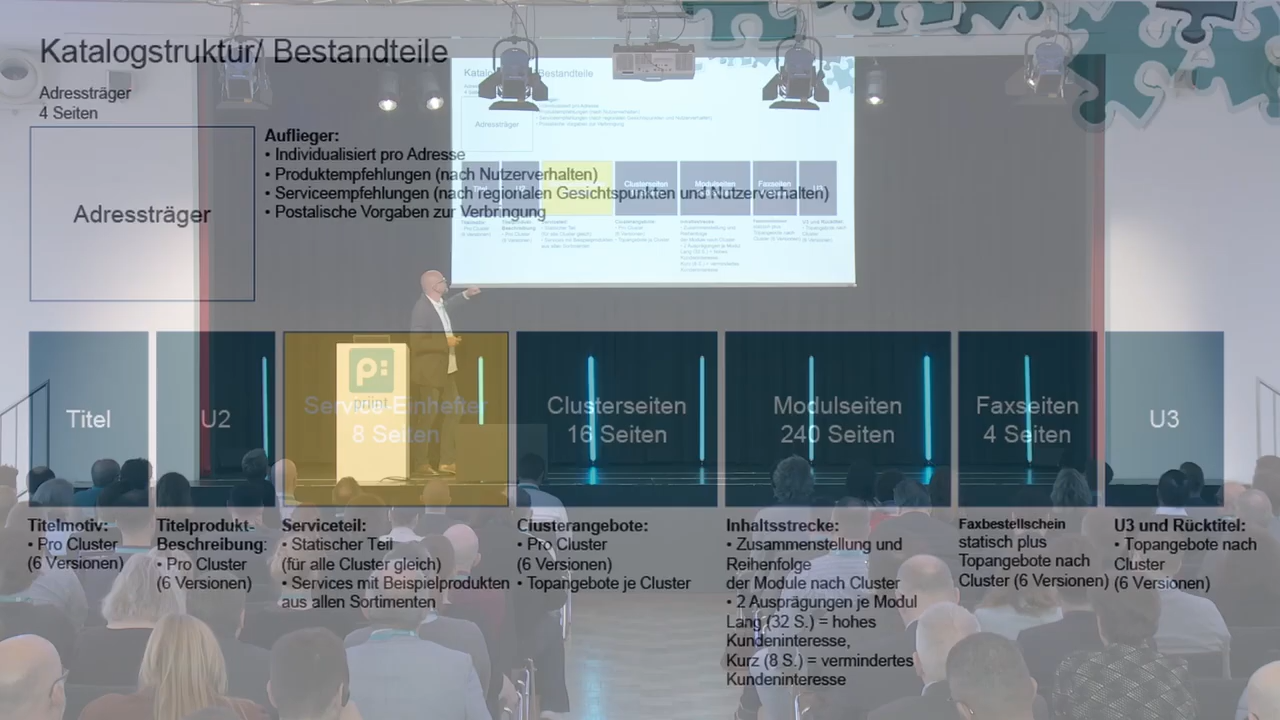 Katalogstruktur/ Bestandteile
Adressträger
4 Seiten
Adressträger
Auflieger:
• Individualisiert pro Adresse
• Produktempfehlungen (nach Nutzerverhalten)
• Serviceempfehlungen (nach regionalen Gesichtspunkten und Nutzerverhalten)
• Postalische Vorgaben zur Verbringung
Adressträger
p:
print
Titel
U2
Service-Einhefter
8 Seiten
Clusterseiten
16 Seiten
Modulseiten
240 Seiten
Faxseiten
4 Seiten
U3
Titelmotiv:
• Pro Cluster
(6 Versionen)
Titelprodukt-
Beschreibung:
• Pro Cluster
(6 Versionen)
Serviceteil:
• Statischer Teil
(für alle Cluster gleich)
• Services mit Beispielprodukten
aus allen Sortimenten
Clusterangebote:
• Pro Cluster
(6 Versionen)
• Topangebote je Cluster
Inhaltsstrecke:
• Zusammenstellung und
Reihenfolge
der Module nach Cluster
• 2 Ausprägungen je Modul
Lang (32 S.) = hohes
Kundeninteresse,
Kurz (8 S.) = vermindertes
Kundeninteresse
Faxbestellschein
statisch plus
Topangebote nach
Cluster (6 Versionen)
U3 und Rücktitel:
• Topangebote nach
Cluster
(6 Versionen)